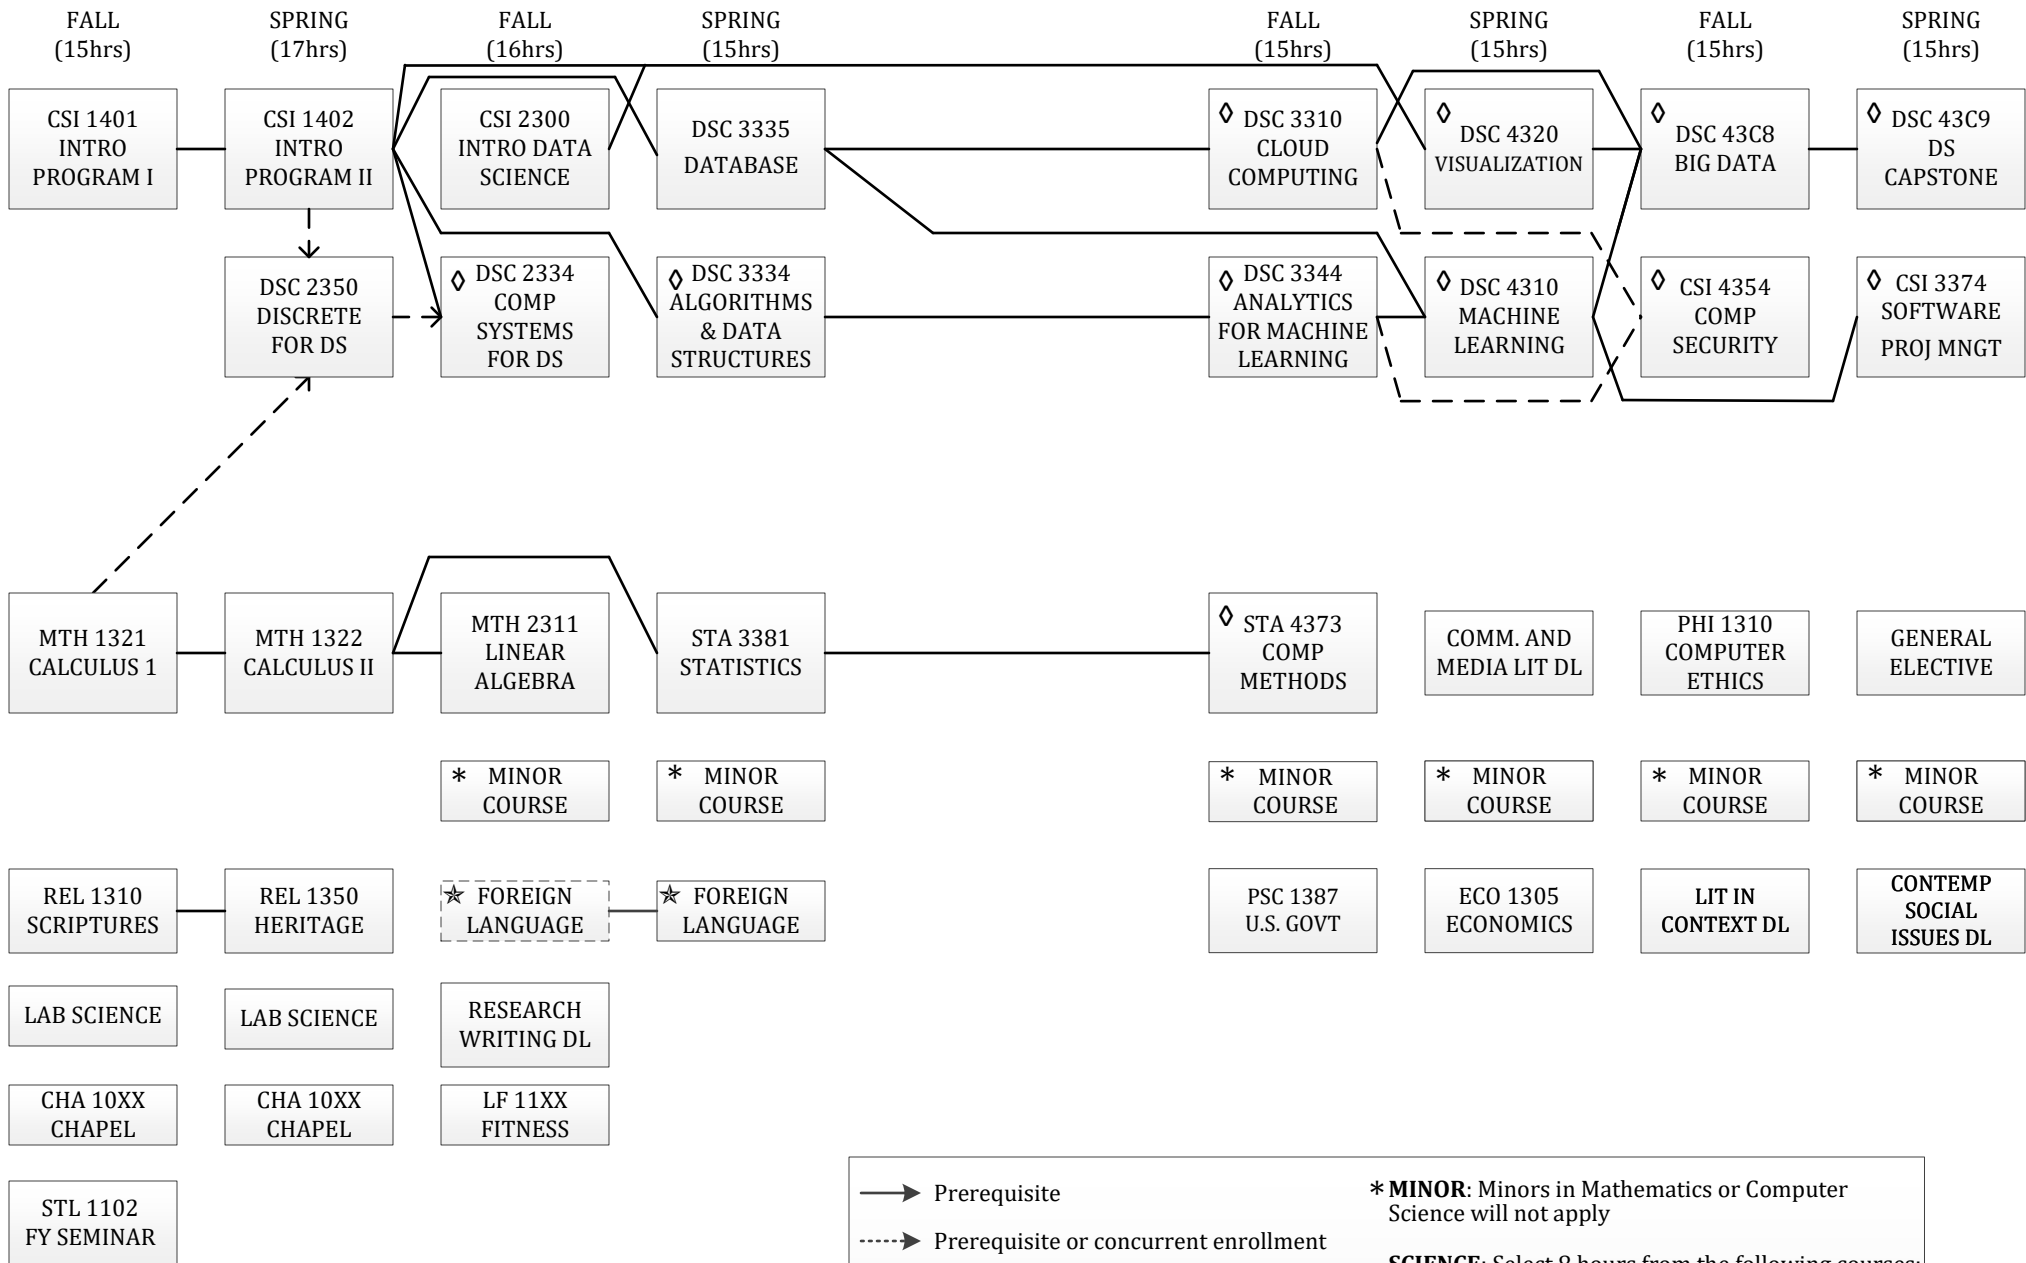 FALL
(15hrs)
SPRING
(17hrs)
FALL
(16hrs)
SPRING
(15hrs)
FALL
(15hrs)
SPRING
(15hrs)
FALL
(15hrs)
SPRING
(15hrs)
CSI 1401
INTRO
PROGRAM I
CSI 1402
INTRO
PROGRAM II
CSI 2300
INTRO DATA
SCIENCE
DSC 3335
DATABASE
◊ DSC 3310
CLOUD
COMPUTING
◊ DSC 4320
VISUALIZATION
◊ DSC 43C8
BIG DATA
◊ DSC 43C9
DS
CAPSTONE
DSC 2350
DISCRETE
FOR DS
◊ DSC 2334
COMP
SYSTEMS
FOR DS
◊ DSC 3334
ALGORITHMS
& DATA
STRUCTURES
◊ DSC 3344
ANALYTICS
FOR MACHINE
LEARNING
◊ DSC 4310
MACHINE
LEARNING
◊ CSI 4354
COMP
SECURITY
◊ CSI 3374
SOFTWARE
PROJ MNGT
MTH 1321
CALCULUS 1
MTH 1322
CALCULUS II
MTH 2311
LINEAR
ALGEBRA
STA 3381
STATISTICS
◊ STA 4373
COMP
METHODS
COMM. AND
MEDIA LIT DL
PHI 1310
COMPUTER
ETHICS
GENERAL
ELECTIVE
* MINOR
COURSE
* MINOR
COURSE
* MINOR
COURSE
* MINOR
COURSE
* MINOR
COURSE
* MINOR
COURSE
REL 1310
SCRIPTURES
REL 1350
HERITAGE
✯ FOREIGN
LANGUAGE
✯ FOREIGN
LANGUAGE
PSC 1387
U.S. GOVT
ECO 1305
ECONOMICS
LIT IN
CONTEXT DL
CONTEMP
SOCIAL
ISSUES DL
LAB SCIENCE
LAB SCIENCE
RESEARCH
WRITING DL
CHA 10XX
CHAPEL
CHA 10XX
CHAPEL
LF 11XX
FITNESS
STL 1102
FY SEMINAR
Prerequisite
Prerequisite or concurrent enrollment
* MINOR: Minors in Mathematics or Computer
Science will not apply
SCIENCE: Select 8 hours from the following courses: